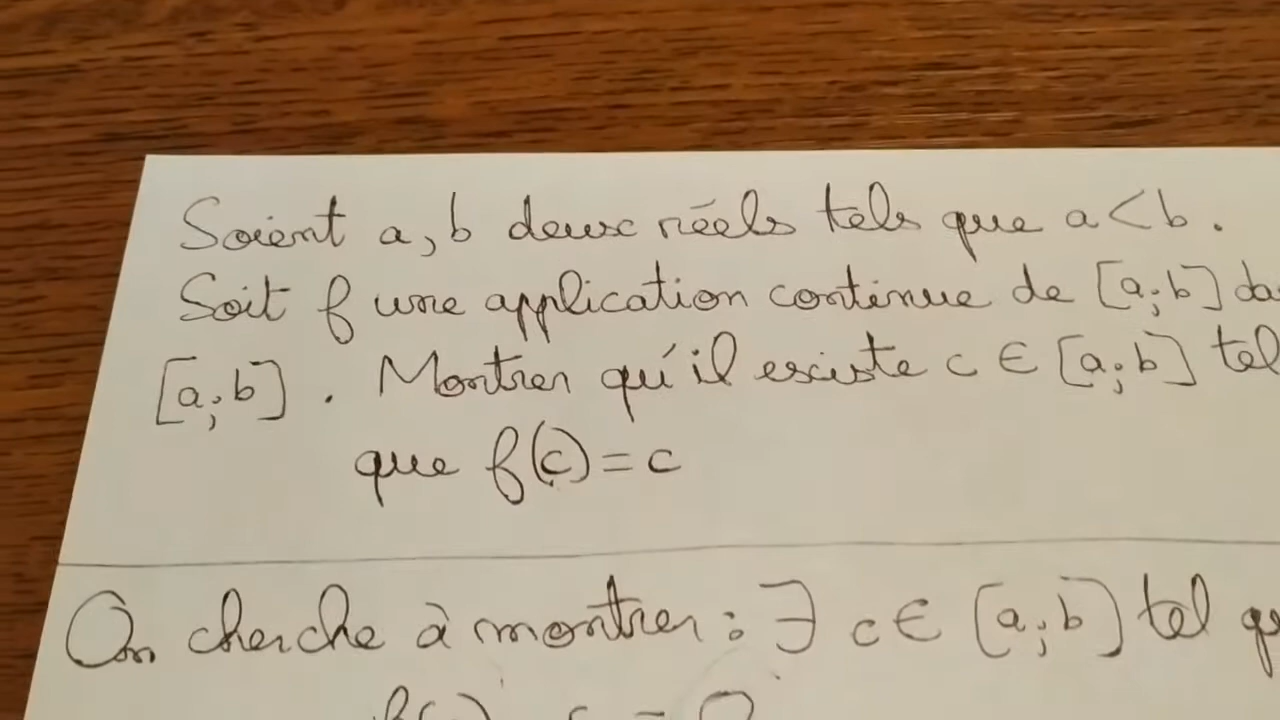 Soient a, b deux réels tels que a < b.
Soit f une application continue de [a; b]
[a; b]. Montrer qu'il existe c ∈ [a; b] tel
que f(c) = c
On cherche à montrer : ∃ c ∈ [a; b] tel